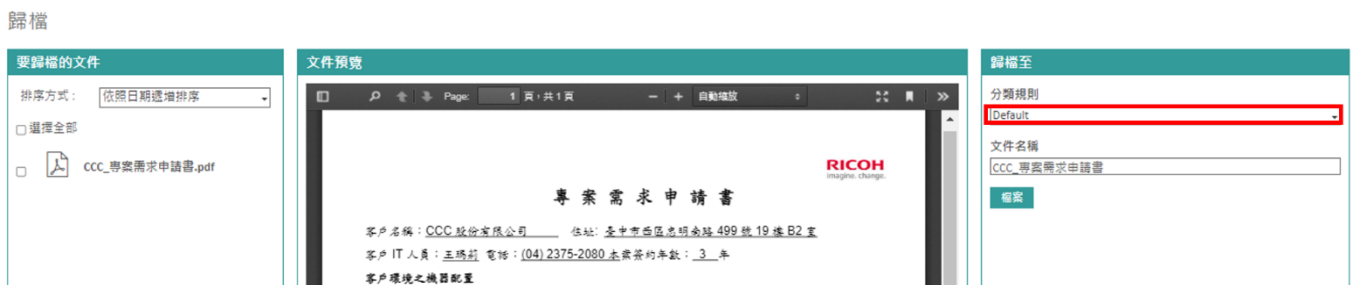 歸檔
要歸檔的文件
排序方式：
依照日期遞增排序
選擇全部
CCC_專案需求申請書.pdf
文件預覽
Page: 1 頁，共1頁
自動縮放
RICOH
imagine. change.
專案需求申請書
客戶名稱：CCC 股份有限公司 住址: 臺中市西區忠明南路 499 號 19 樓 B2 室
客戶 IT 人員：王瑪莉 電話：(04) 2375-2080 本案簽約年數： 3 年
客戶環境之機器配置
歸檔至
分類規則
Default
文件名稱
CCC_專案需求申請書
檔案